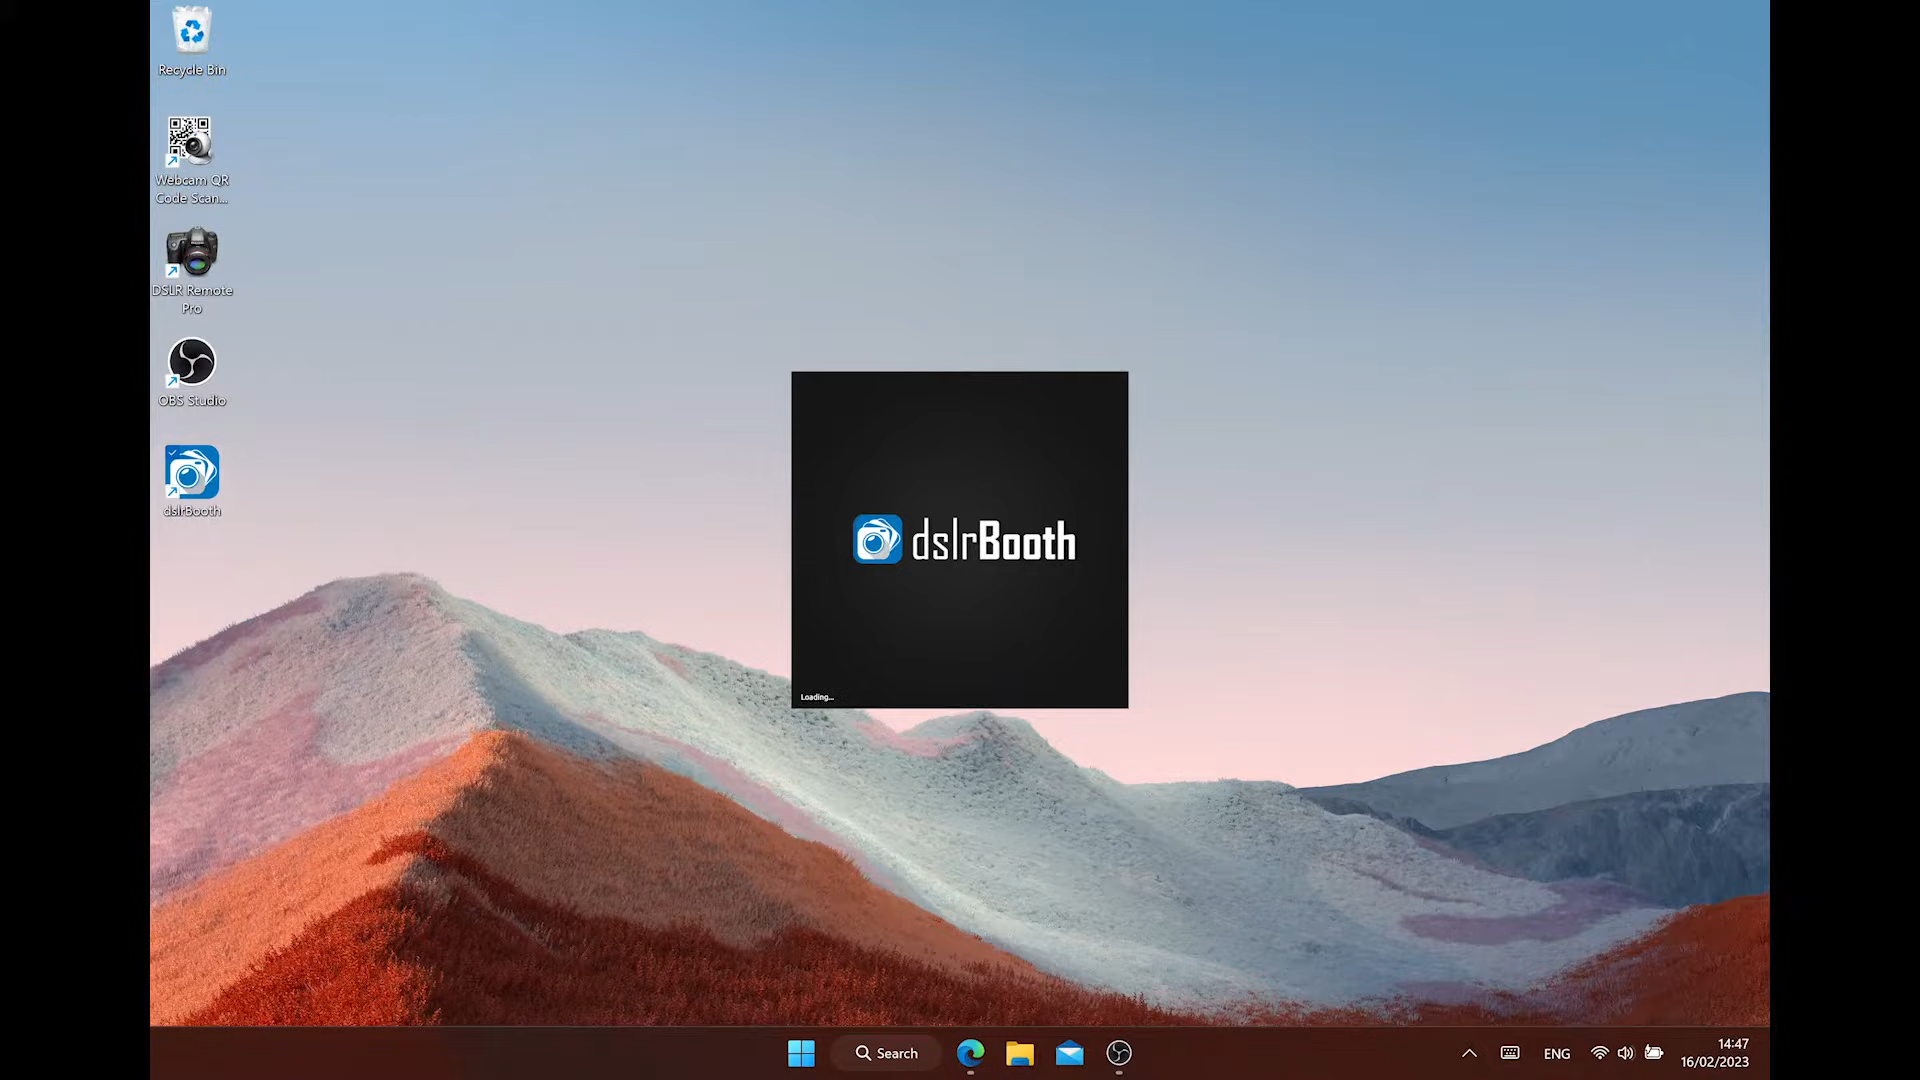 Recycle Bin
Webcam QR
Code Scan...
DSLR Remote
Pro
OBS Studio
dslrBooth
dslrBooth
Loading...
Search
ENG
14:47
16/02/2023